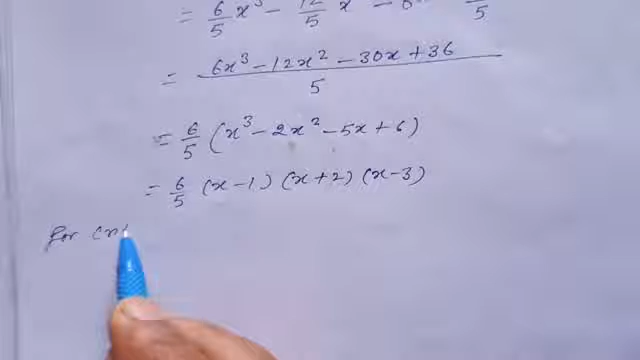 = 6/5 x³ - 12/5 x
= (6x³ - 12x² - 30x + 36)/5
= 6/5 (x³ - 2x² - 5x + 6)
= 6/5 (x - 1) (x + 2) (x - 3)
for